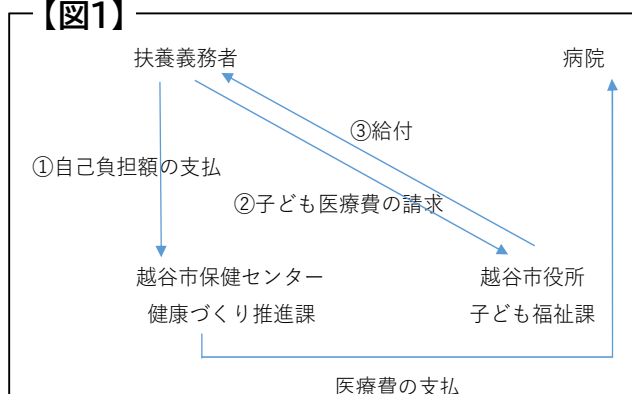 【図1】
扶養義務者
病院
③給付
①自己負担額の支払
②子ども医療費の請求
越谷市保健センター
健康づくり推進課
越谷市役所
子ども福祉課
医療費の支払